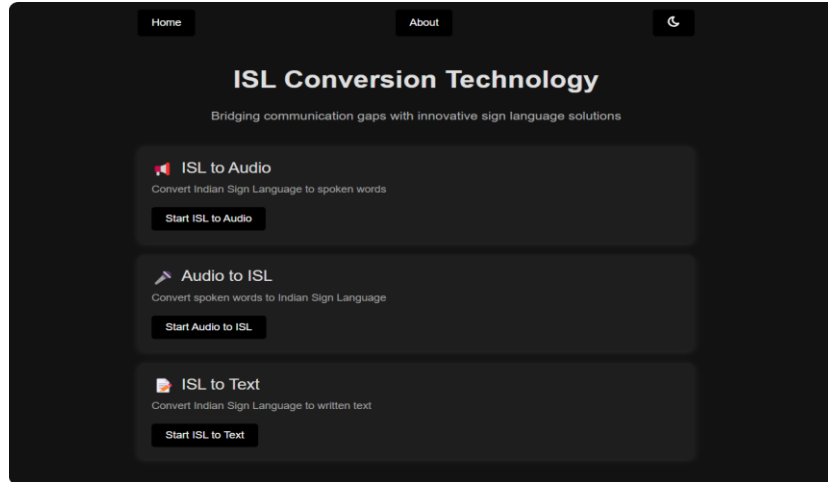 Home About
ISL Conversion Technology
Bridging communication gaps with innovative sign language solutions
ISL to Audio
Convert Indian Sign Language to spoken words
Start ISL to Audio
Audio to ISL
Convert spoken words to Indian Sign Language
Start Audio to ISL
ISL to Text
Convert Indian Sign Language to written text
Start ISL to Text